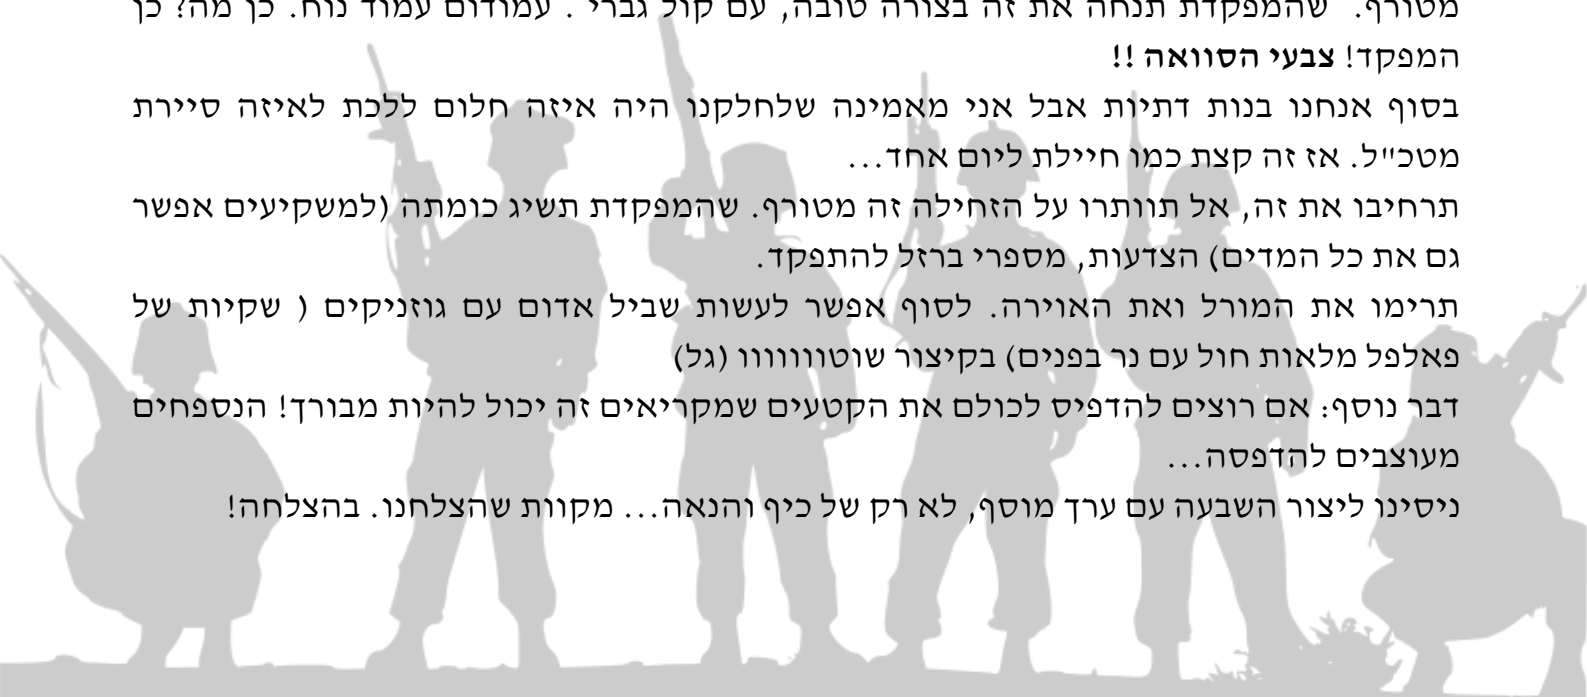 מטורף. שהמפקדת תנחה את זה בצורה טובה, עם קול גברי . עמודום עמוד נוח. כן מה? כן
המפקד! צבעי הסוואה !!
בסוף אנחנו בנות דתיות אבל אני מאמינה שלחלקנו היה איזה חלום ללכת לאיזה סיירת
מטכ"ל. אז זה קצת כמו חיילת ליום אחד...
תרחיבו את זה, אל תוותרו על הזחילה זה מטורף. שהמפקדת תשיג כומתה (למשקיעים אפשר
גם את כל המדים) הצדעות, מספרי ברזל להתפקד.
תרימו את המורל ואת האוירה. לסוף אפשר לעשות שביל אדום עם גוזניקים ( שקיות של
פאלפל מלאות חול עם נר בפנים) בקיצור שוטוווווווו (גל)
דבר נוסף: אם רוצים להדפיס לכולם את הקטעים שמקריאים זה יכול להיות מבורך! הנספחים
מעוצבים להדפסה...
ניסינו ליצור השבעה עם ערך מוסף, לא רק של כיף והנאה... מקוות שהצלחנו. בהצלחה!